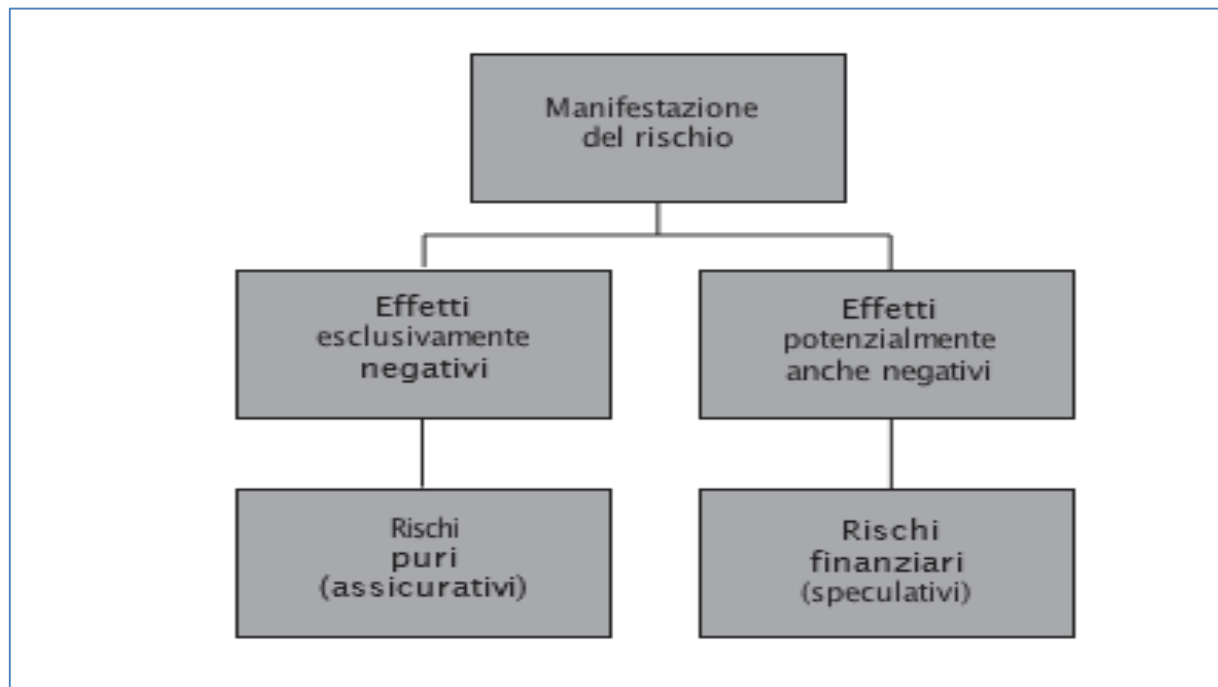 Manifestazione
del rischio
Effetti
esclusivamente
negativi
Effetti
potenzialmente
anche negativi
Rischi
puri
(assicurativi)
Rischi
finanziari
(speculativi)